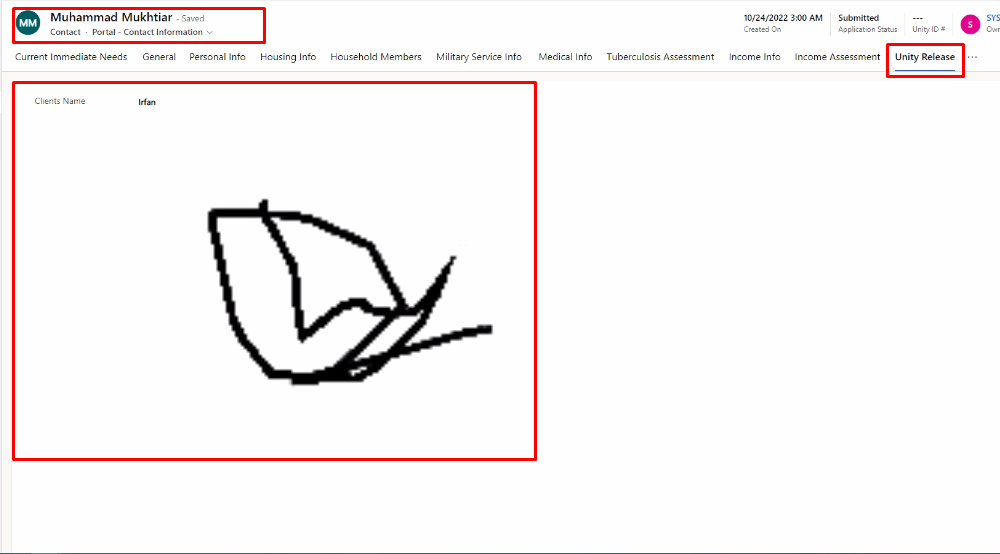 MM
Muhammad Mukhtiar - Saved
Contact · Portal - Contact Information
10/24/2022 3:00 AM
Created On
Submitted
Application Status
---
Unity ID #
S
SYS
Own
Current Immediate Needs General Personal Info Housing Info Household Members Military Service Info Medical Info Tuberculosis Assessment Income Info Income Assessment Unity Release ...
Clients Name Irfan